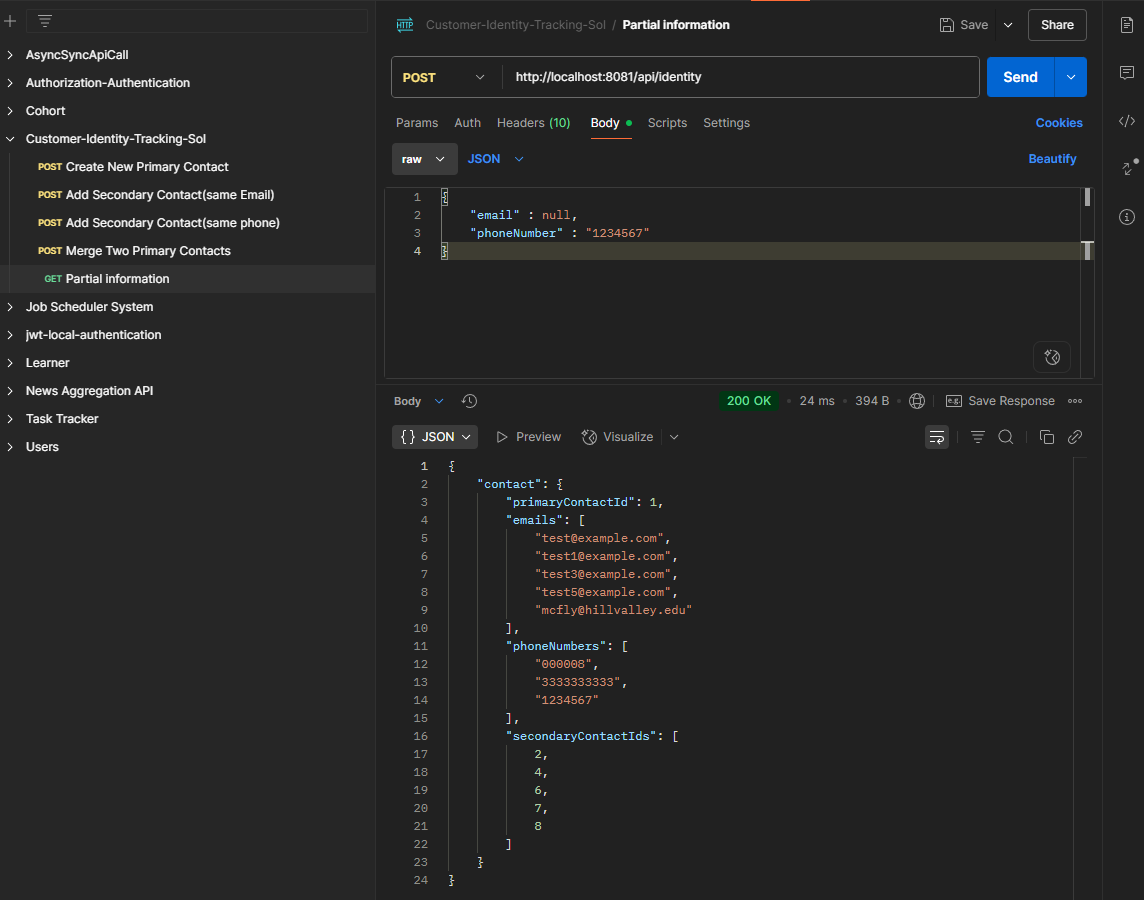 AsyncSyncApiCall
Authorization-Authentication
Cohort
Customer-Identity-Tracking-Sol
POST Create New Primary Contact
POST Add Secondary Contact(same Email)
POST Add Secondary Contact(same phone)
POST Merge Two Primary Contacts
GET Partial information
Job Scheduler System
jwt-local-authentication
Learner
News Aggregation API
Task Tracker
Users
HTTP Customer-Identity-Tracking-Sol / Partial information Save Share
POST http://localhost:8081/api/identity Send
Params Auth Headers (10) Body Scripts Settings Cookies
raw JSON Beautify
1 {
2 "email" : null,
3 "phoneNumber" : "1234567"
4 }
Body 200 OK • 24 ms • 394 B • e.g. Save Response
{} JSON Preview Visualize
1 {
2 "contact": {
3 "primaryContactId": 1,
4 "emails": [
5 "test@example.com",
6 "test1@example.com",
7 "test3@example.com",
8 "test5@example.com",
9 "mcfly@hillvalley.edu"
10 ],
11 "phoneNumbers": [
12 "000008",
13 "3333333333",
14 "1234567"
15 ],
16 "secondaryContactIds": [
17 2,
18 4,
19 6,
20 7,
21 8
22 ]
23 }
24 }